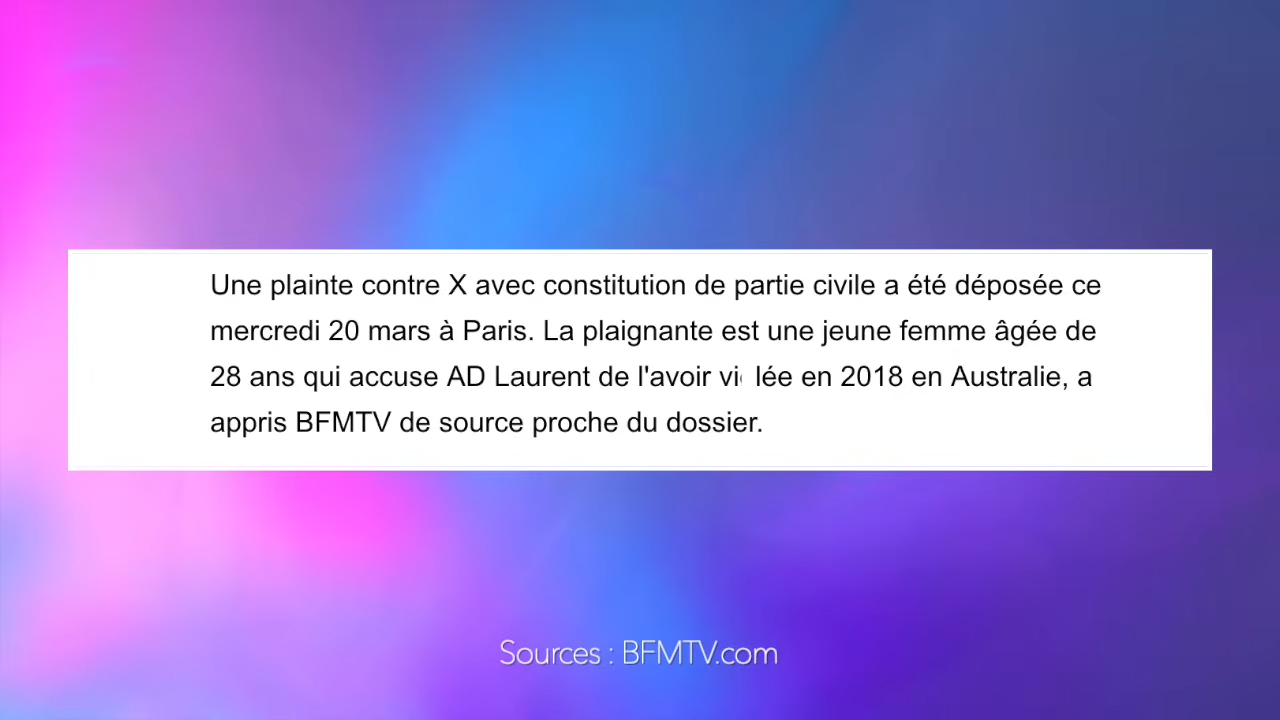 Une plainte contre X avec constitution de partie civile a été déposée ce
mercredi 20 mars à Paris. La plaignante est une jeune femme âgée de
28 ans qui accuse AD Laurent de l'avoir vi lée en 2018 en Australie, a
appris BFMTV de source proche du dossier.
Sources : BFMTV.com